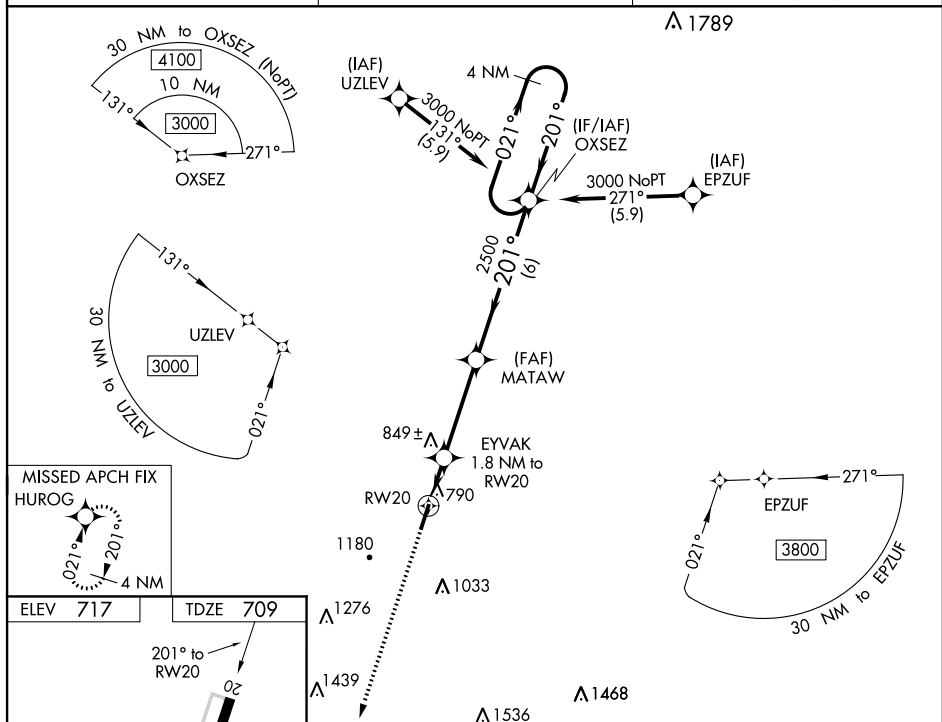 1789
30 NM to OXSEZ (NoPT)
4100
10 NM
131°
3000
271°
OXSEZ
(IAF)
UZLEV
3000 NoPT
131°
(5.9)
4 NM
021°
201°
(IF/IAF)
OXSEZ
(IAF)
EPZUF
3000 NoPT
271°
(5.9)
2500
201°
(6)
131°
UZLEV
30 NM to UZLEV
3000
021°
(FAF)
MATAW
849±
EYVAK
1.8 NM to
RW20
790
RW20
1180
1033
271°
EPZUF
021°
3800
30 NM to EPZUF
MISSED APCH FIX
HUROG
021°
201°
4 NM
ELEV 717
TDZE 709
201° to
RW20
20
1276
1439
1468
1536